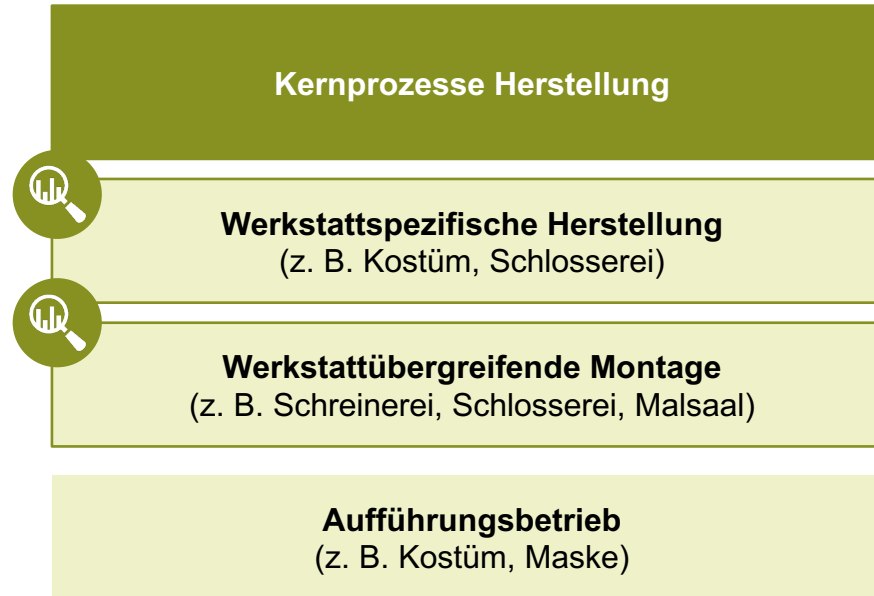 Kernprozesse Herstellung
Werkstattspezifische Herstellung
(z. B. Kostüm, Schlosserei)
Werkstattübergreifende Montage
(z. B. Schreinerei, Schlosserei, Malsaal)
Aufführungsbetrieb
(z. B. Kostüm, Maske)